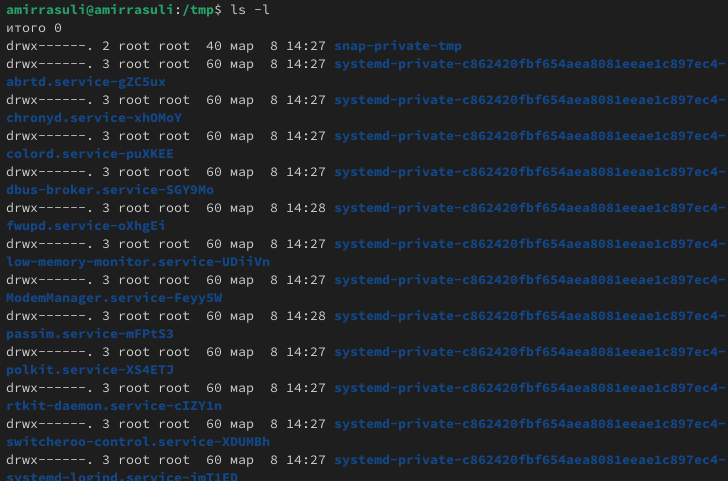 amirrasuli@amirrasuli:/tmp$ ls -l
итого 0
drwx------. 2 root root  40 мар  8 14:27 snap-private-tmp
drwx------. 3 root root  60 мар  8 14:27 systemd-private-c862420fbf654aea8081eeae1c897ec4-
abrtd.service-gZC5ux
drwx------. 3 root root  60 мар  8 14:27 systemd-private-c862420fbf654aea8081eeae1c897ec4-
chronyd.service-xhOMoY
drwx------. 3 root root  60 мар  8 14:27 systemd-private-c862420fbf654aea8081eeae1c897ec4-
colord.service-puXKEE
drwx------. 3 root root  60 мар  8 14:27 systemd-private-c862420fbf654aea8081eeae1c897ec4-
dbus-broker.service-SGY9Mo
drwx------. 3 root root  60 мар  8 14:28 systemd-private-c862420fbf654aea8081eeae1c897ec4-
fwupd.service-oXhgEi
drwx------. 3 root root  60 мар  8 14:27 systemd-private-c862420fbf654aea8081eeae1c897ec4-
low-memory-monitor.service-UDiiVn
drwx------. 3 root root  60 мар  8 14:27 systemd-private-c862420fbf654aea8081eeae1c897ec4-
ModemManager.service-Feyy5W
drwx------. 3 root root  60 мар  8 14:28 systemd-private-c862420fbf654aea8081eeae1c897ec4-
passim.service-mFPtS3
drwx------. 3 root root  60 мар  8 14:27 systemd-private-c862420fbf654aea8081eeae1c897ec4-
polkit.service-XS4ETJ
drwx------. 3 root root  60 мар  8 14:27 systemd-private-c862420fbf654aea8081eeae1c897ec4-
rtkit-daemon.service-cIZY1n
drwx------. 3 root root  60 мар  8 14:27 systemd-private-c862420fbf654aea8081eeae1c897ec4-
switcheroo-control.service-XDUMBh
drwx------. 3 root root  60 мар  8 14:27 systemd-private-c862420fbf654aea8081eeae1c897ec4-
systemd-logind.service-imT1ED